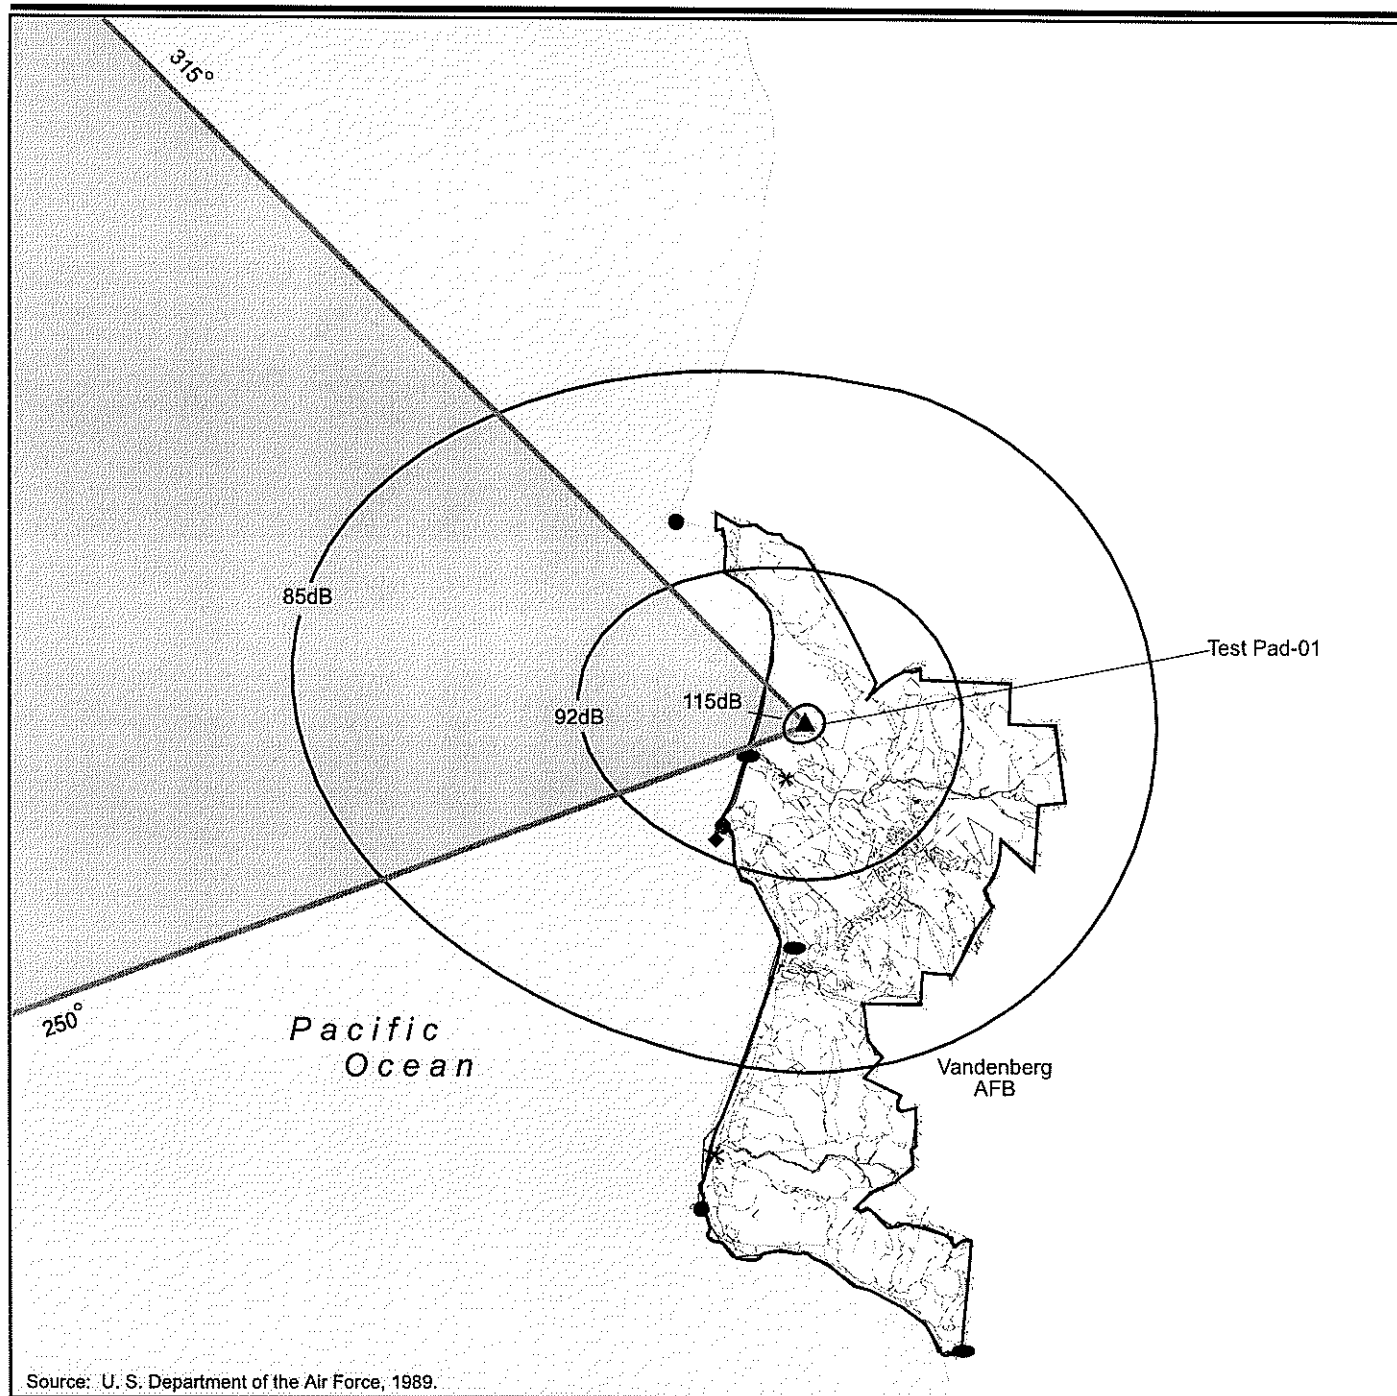 315°
85dB
Test Pad-01
115dB
92dB
250°
Pacific
Ocean
Vandenberg
AFB
Source: U. S. Department of the Air Force, 1989.